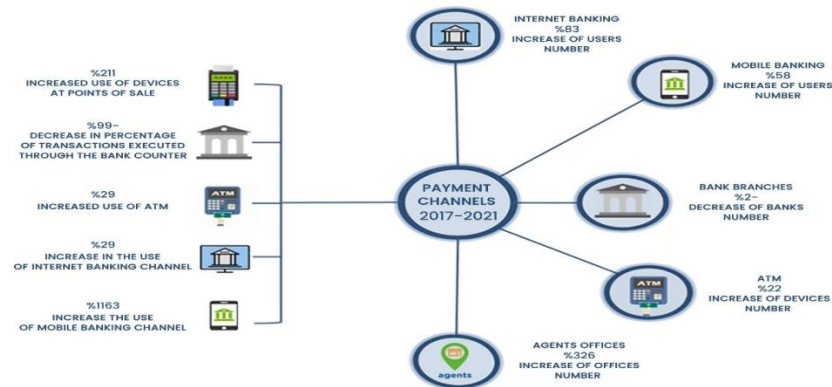 %211
INCREASED USE OF DEVICES
AT POINTS OF SALE
%99-
DECREASE IN PERCENTAGE
OF TRANSACTIONS EXECUTED
THROUGH THE BANK COUNTER
%29
INCREASED USE OF ATM
%29
INCREASE IN THE USE
OF INTERNET BANKING CHANNEL
%1163
INCREASE THE USE
OF MOBILE BANKING CHANNEL
ATM
PAYMENT
CHANNELS
2017-2021
INTERNET BANKING
%83
INCREASE OF USERS
NUMBER
MOBILE BANKING
%58
INCREASE OF USERS
NUMBER
BANK BRANCHES
%2-
DECREASE OF BANKS
NUMBER
ATM
ATM
%22
INCREASE OF DEVICES
NUMBER
agents
AGENTS OFFICES
%326
INCREASE OF OFFICES
NUMBER